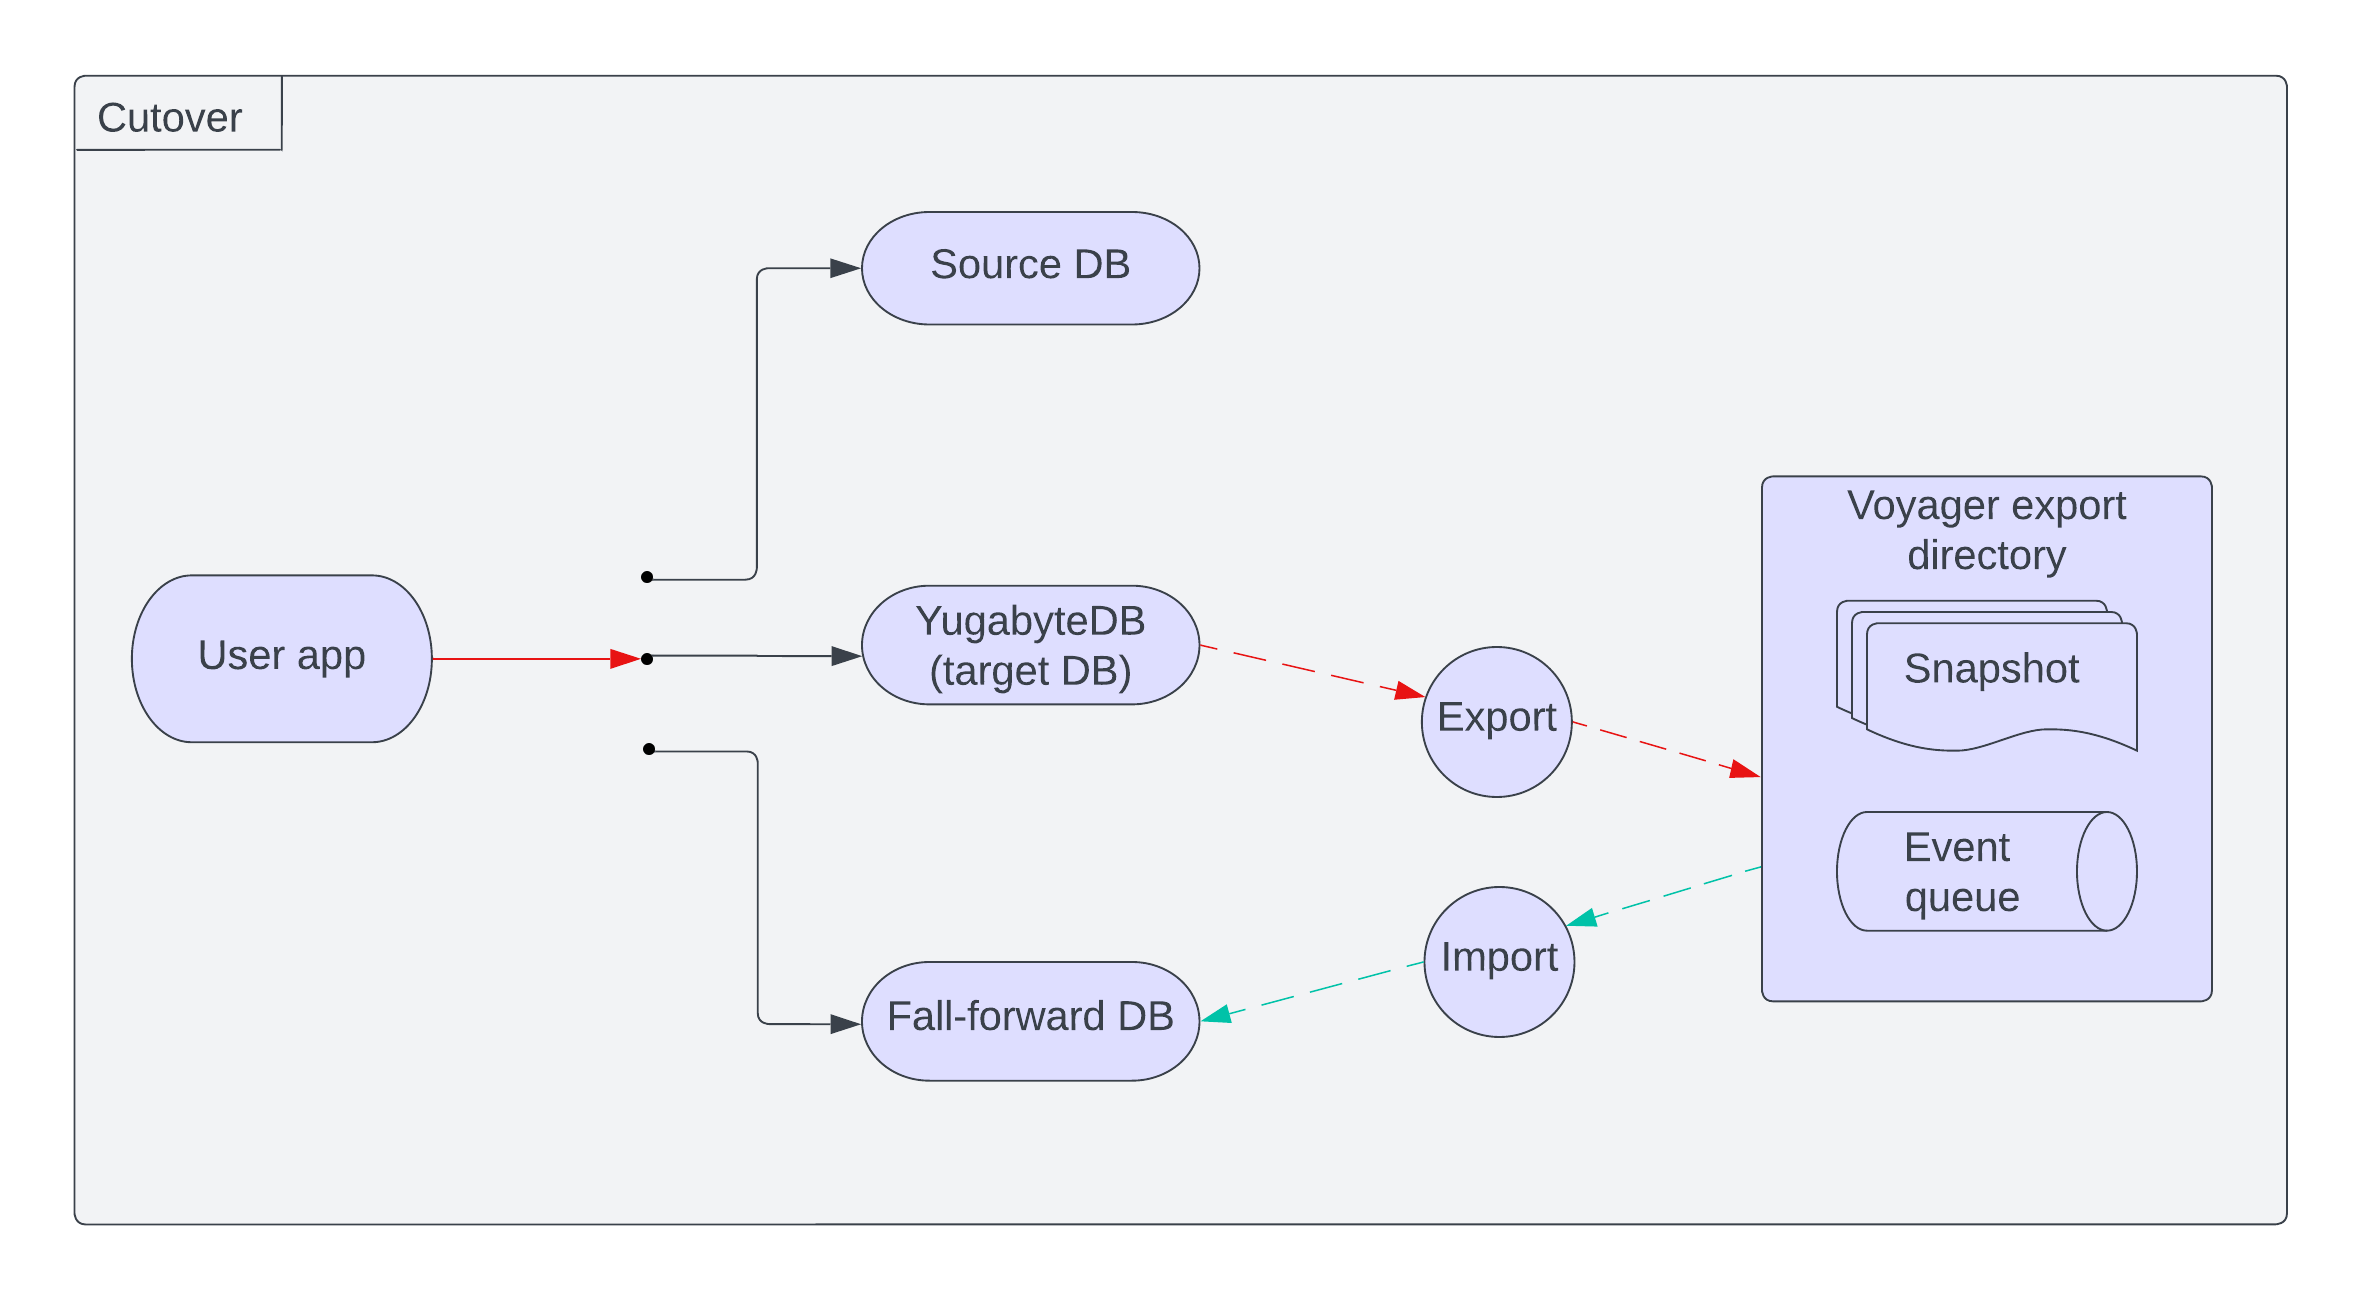 Cutover
Source DB
User app
YugabyteDB
(target DB)
Fall-forward DB
Export
Import
Voyager export
directory
Snapshot
Event
queue